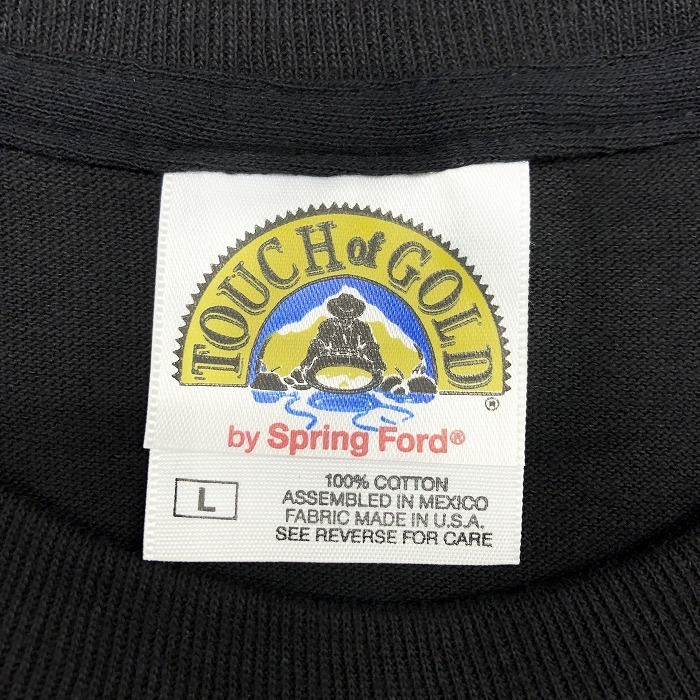 TOUCH of GOLD
®
by Spring Ford®
L
100% COTTON
ASSEMBLED IN MEXICO
FABRIC MADE IN U.S.A.
SEE REVERSE FOR CARE